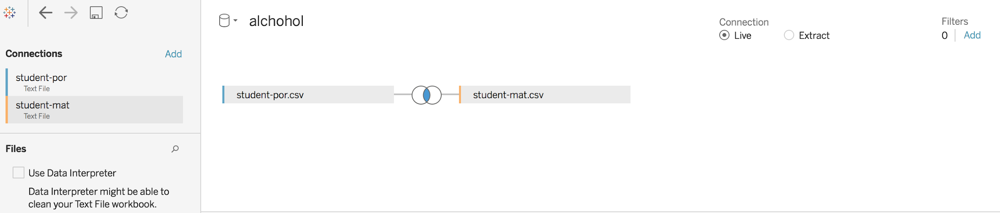 alchohol
Connection
Live
Extract
Filters
0
Add
Connections
Add
student-por
Text File
student-mat
Text File
student-por.csv
student-mat.csv
Files
Use Data Interpreter
Data Interpreter might be able to
clean your Text File workbook.